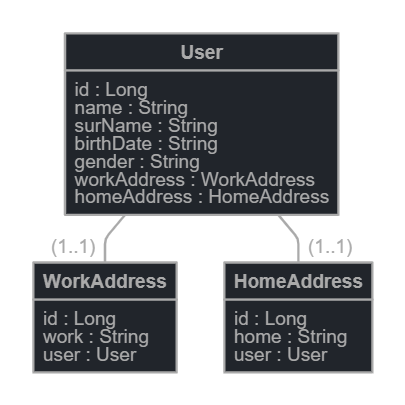 User
id : Long
name : String
surName : String
birthDate : String
gender : String
workAddress : WorkAddress
homeAddress : HomeAddress
(1..1)
(1..1)
WorkAddress
id : Long
work : String
user : User
HomeAddress
id : Long
home : String
user : User